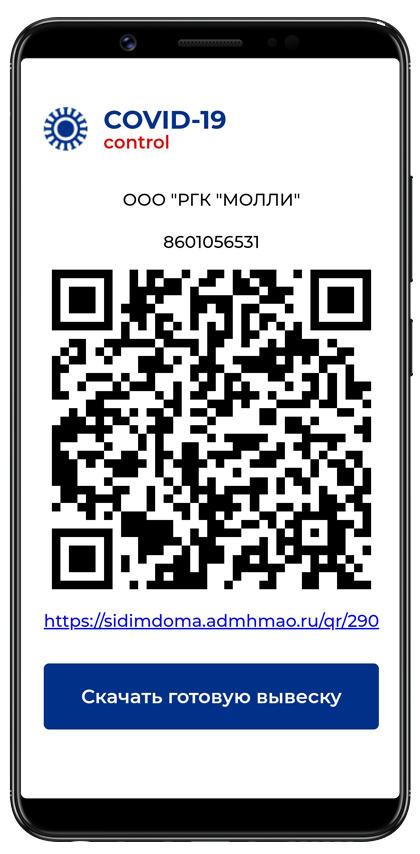 COVID-19
control
ООО "РГК "МОЛЛИ"
8601056531
https://sidimdoma.admhmao.ru/qr/290
Скачать готовую вывеску